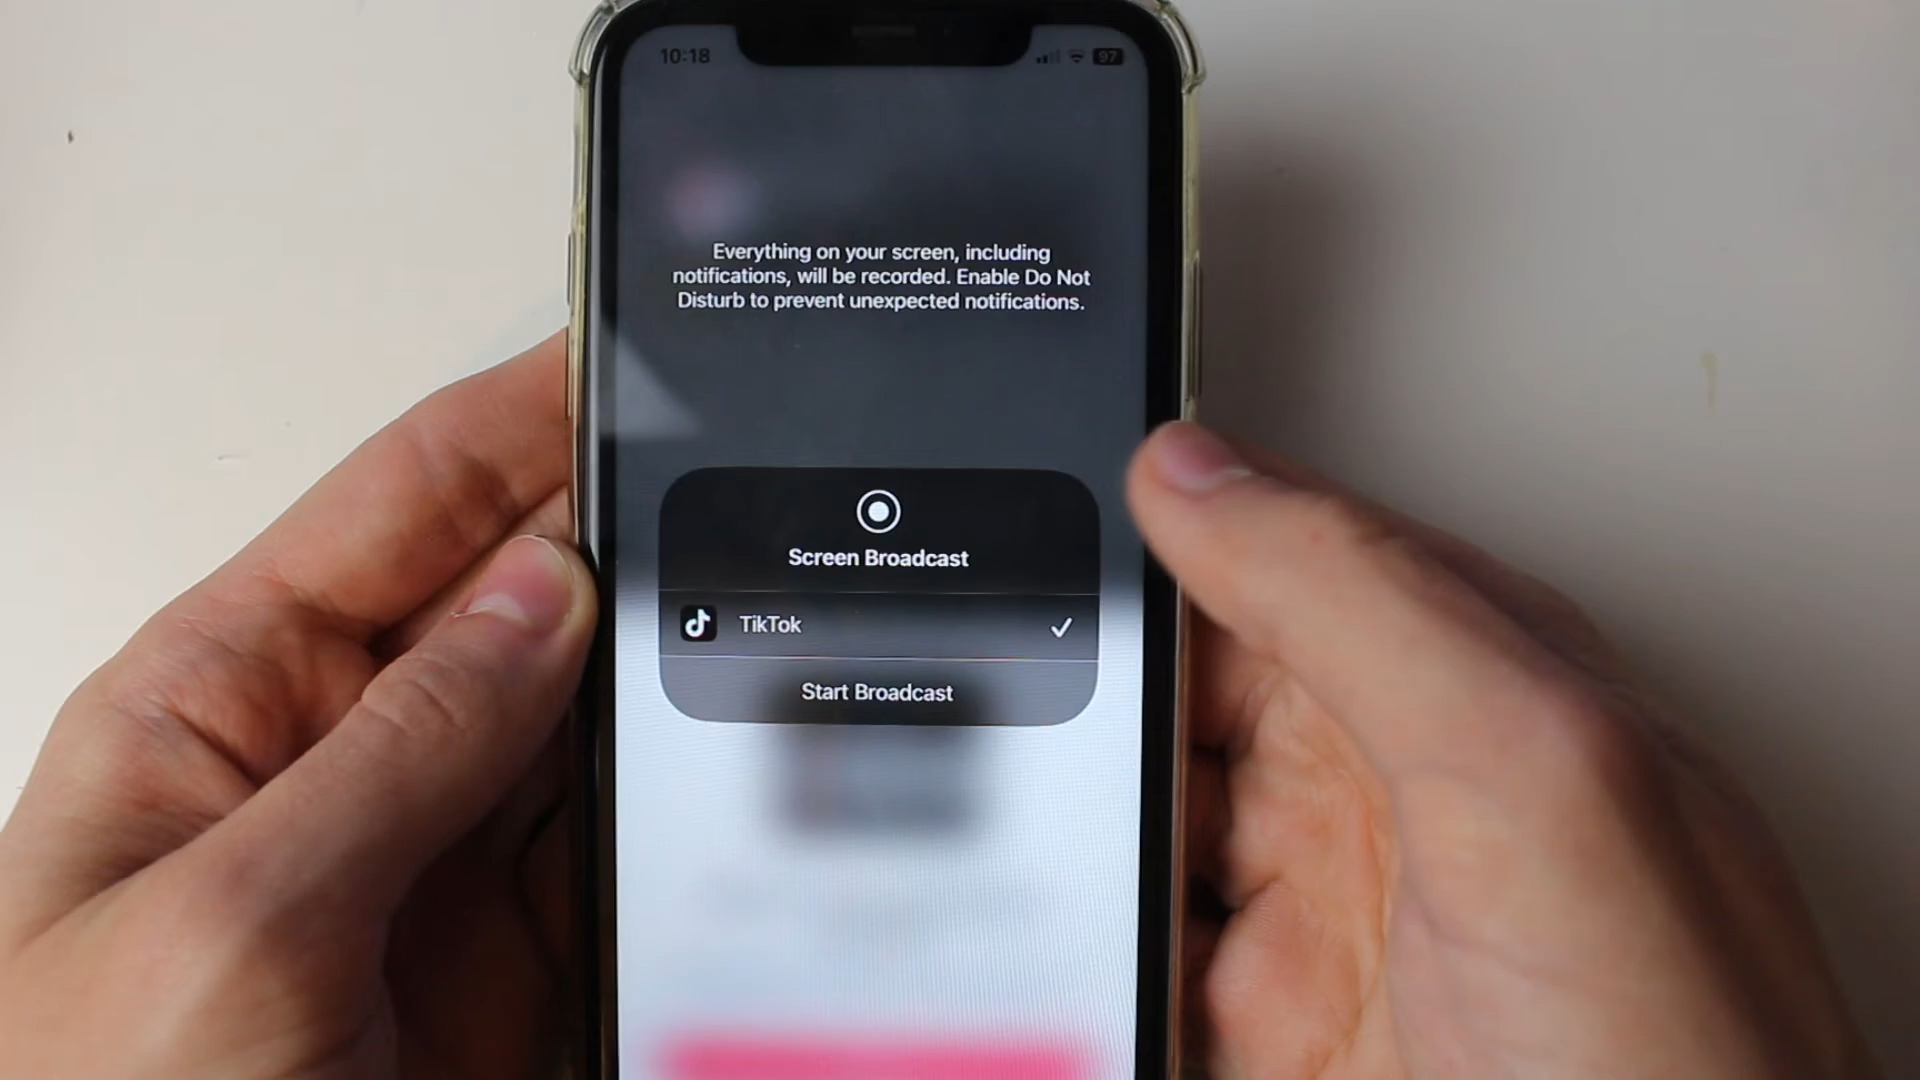 10:18
97
Everything on your screen, including
notifications, will be recorded. Enable Do Not
Disturb to prevent unexpected notifications.
Screen Broadcast
TikTok
Start Broadcast